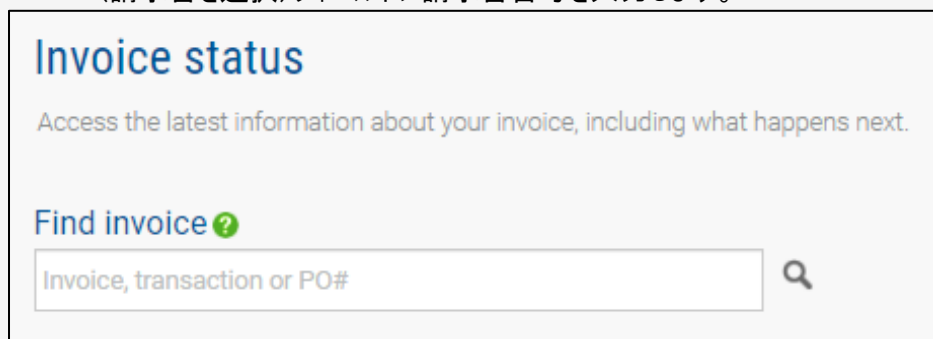 Invoice status
Access the latest information about your invoice, including what happens next.
Find invoice
Invoice, transaction or PO#